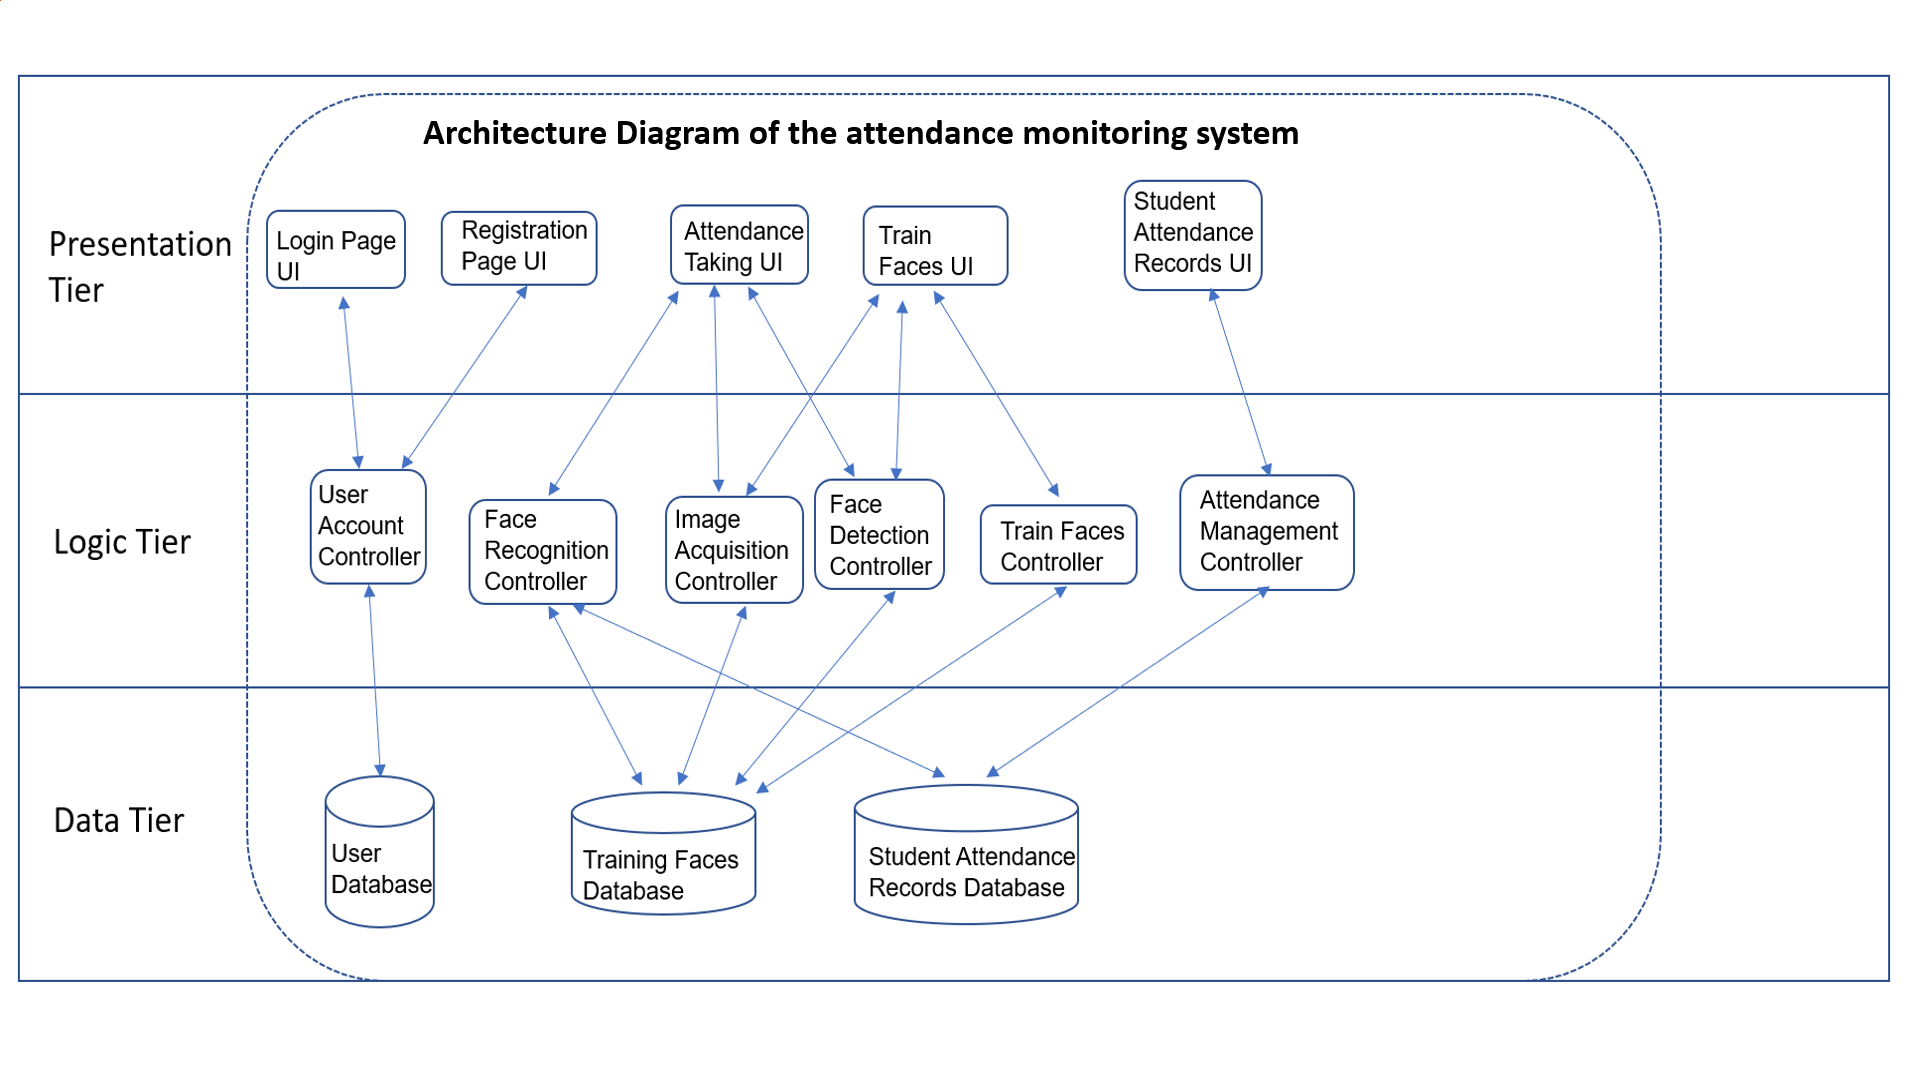 Architecture Diagram of the attendance monitoring system
Presentation
Tier
Login Page
UI
Registration
Page UI
Attendance
Taking UI
Train
Faces UI
Student
Attendance
Records UI
Logic Tier
User
Account
Controller
Face
Recognition
Controller
Image
Acquisition
Controller
Face
Detection
Controller
Train Faces
Controller
Attendance
Management
Controller
Data Tier
User
Database
Training Faces
Database
Student Attendance
Records Database